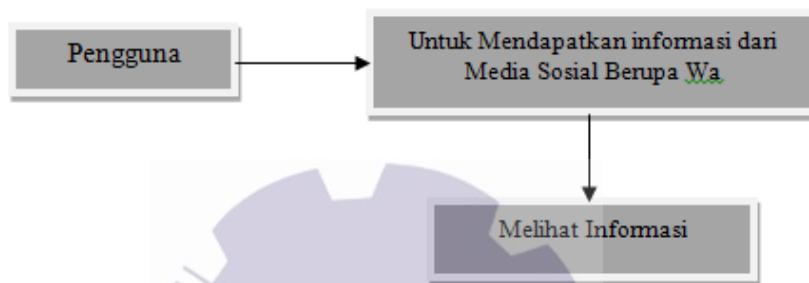 Pengguna
Untuk Mendapatkan informasi dari
Media Sosial Berupa Wa
Melihat Informasi